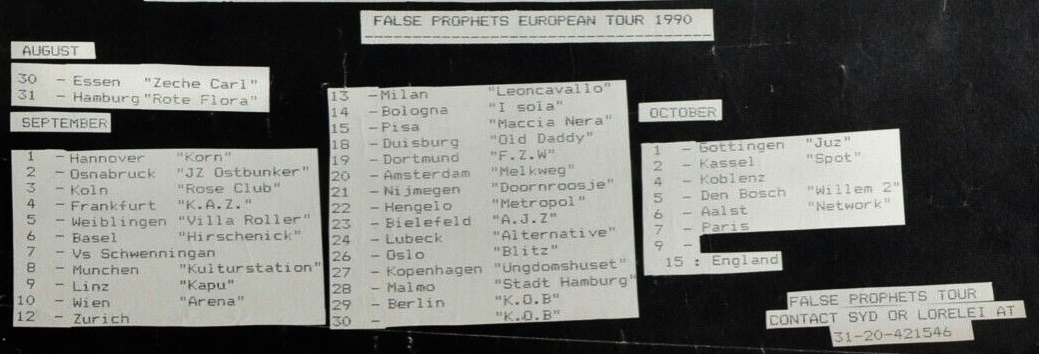 FALSE PROPHETS EUROPEAN TOUR 1990
AUGUST
30 - Essen "Zeche Carl"
31 - Hamburg "Rote Flora"
SEPTEMBER
1 - Hannover "Korn"
2 - Osnabruck "JZ Ostbunker"
3 - Koln "Rose Club"
4 - Frankfurt "K.A.Z."
5 - Weiblingen "Villa Roller"
6 - Basel "Hirschenick"
7 - Vs Schwenningan
8 - Munchen "Kulturstation"
9 - Linz "Kapu"
10 - Wien "Arena"
12 - Zurich
13 - Milan "Leoncavallo"
14 - Bologna "I soia"
15 - Pisa "Maccia Nera"
18 - Duisburg "Old Daddy"
19 - Dortmund "F.Z.W"
20 - Amsterdam "Melkweg"
21 - Nijmegen "Doornroosje"
22 - Hengelo "Metropol"
23 - Bielefeld "A.J.Z"
24 - Lubeck "Alternative"
26 - Oslo "Blitz"
27 - Kopenhagen "Ungdomshuset"
28 - Malmo "Stadt Hamburg"
29 - Berlin "K.O.B"
30 - "K.O.B"
OCTOBER
1 - Gottingen "Juz"
2 - Kassel "Spot"
4 - Koblenz
5 - Den Bosch "Willem 2"
6 - Aalst "Network"
7 - Paris
9 -
15 : England
FALSE PROPHETS TOUR
CONTACT SYD OR LORELEI AT
31-20-421546